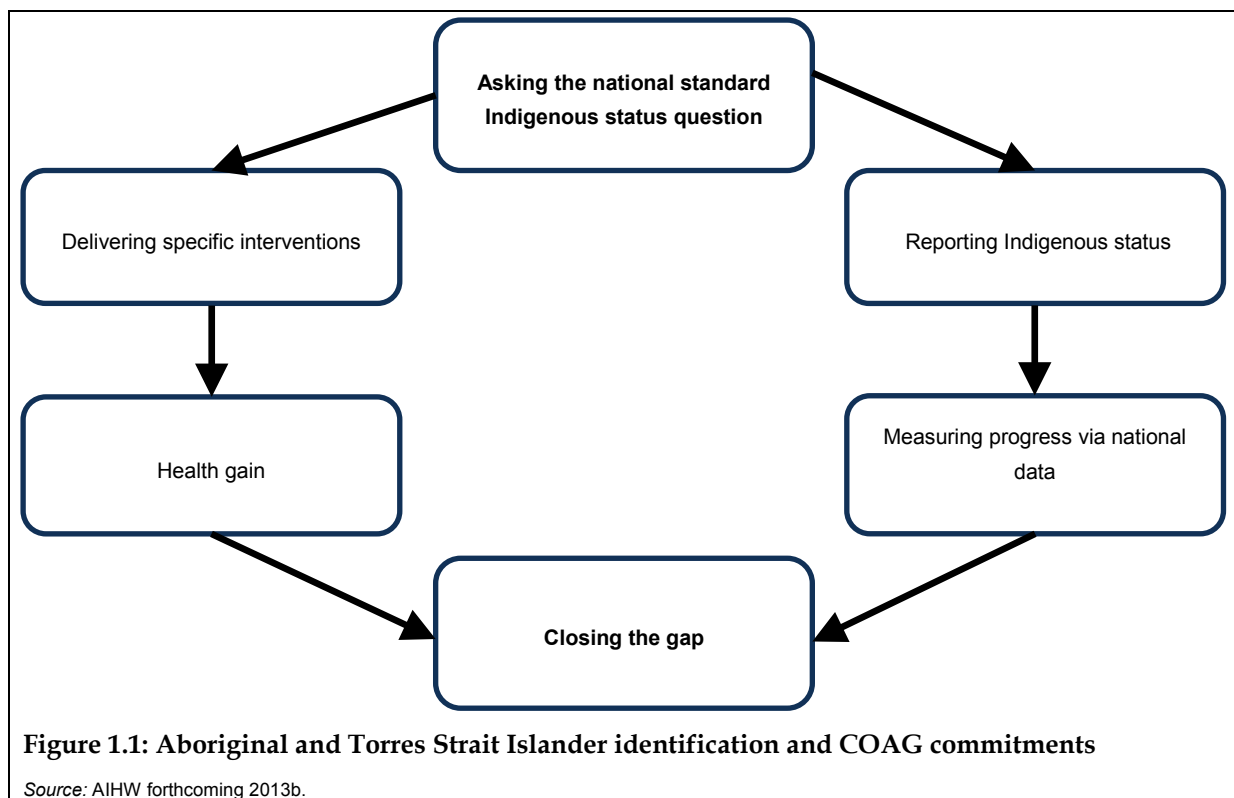 Asking the national standard
Indigenous status question
Delivering specific interventions
Reporting Indigenous status
Health gain
Measuring progress via national
data
Closing the gap
Figure 1.1: Aboriginal and Torres Strait Islander identification and COAG commitments
Source: AIHW forthcoming 2013b.